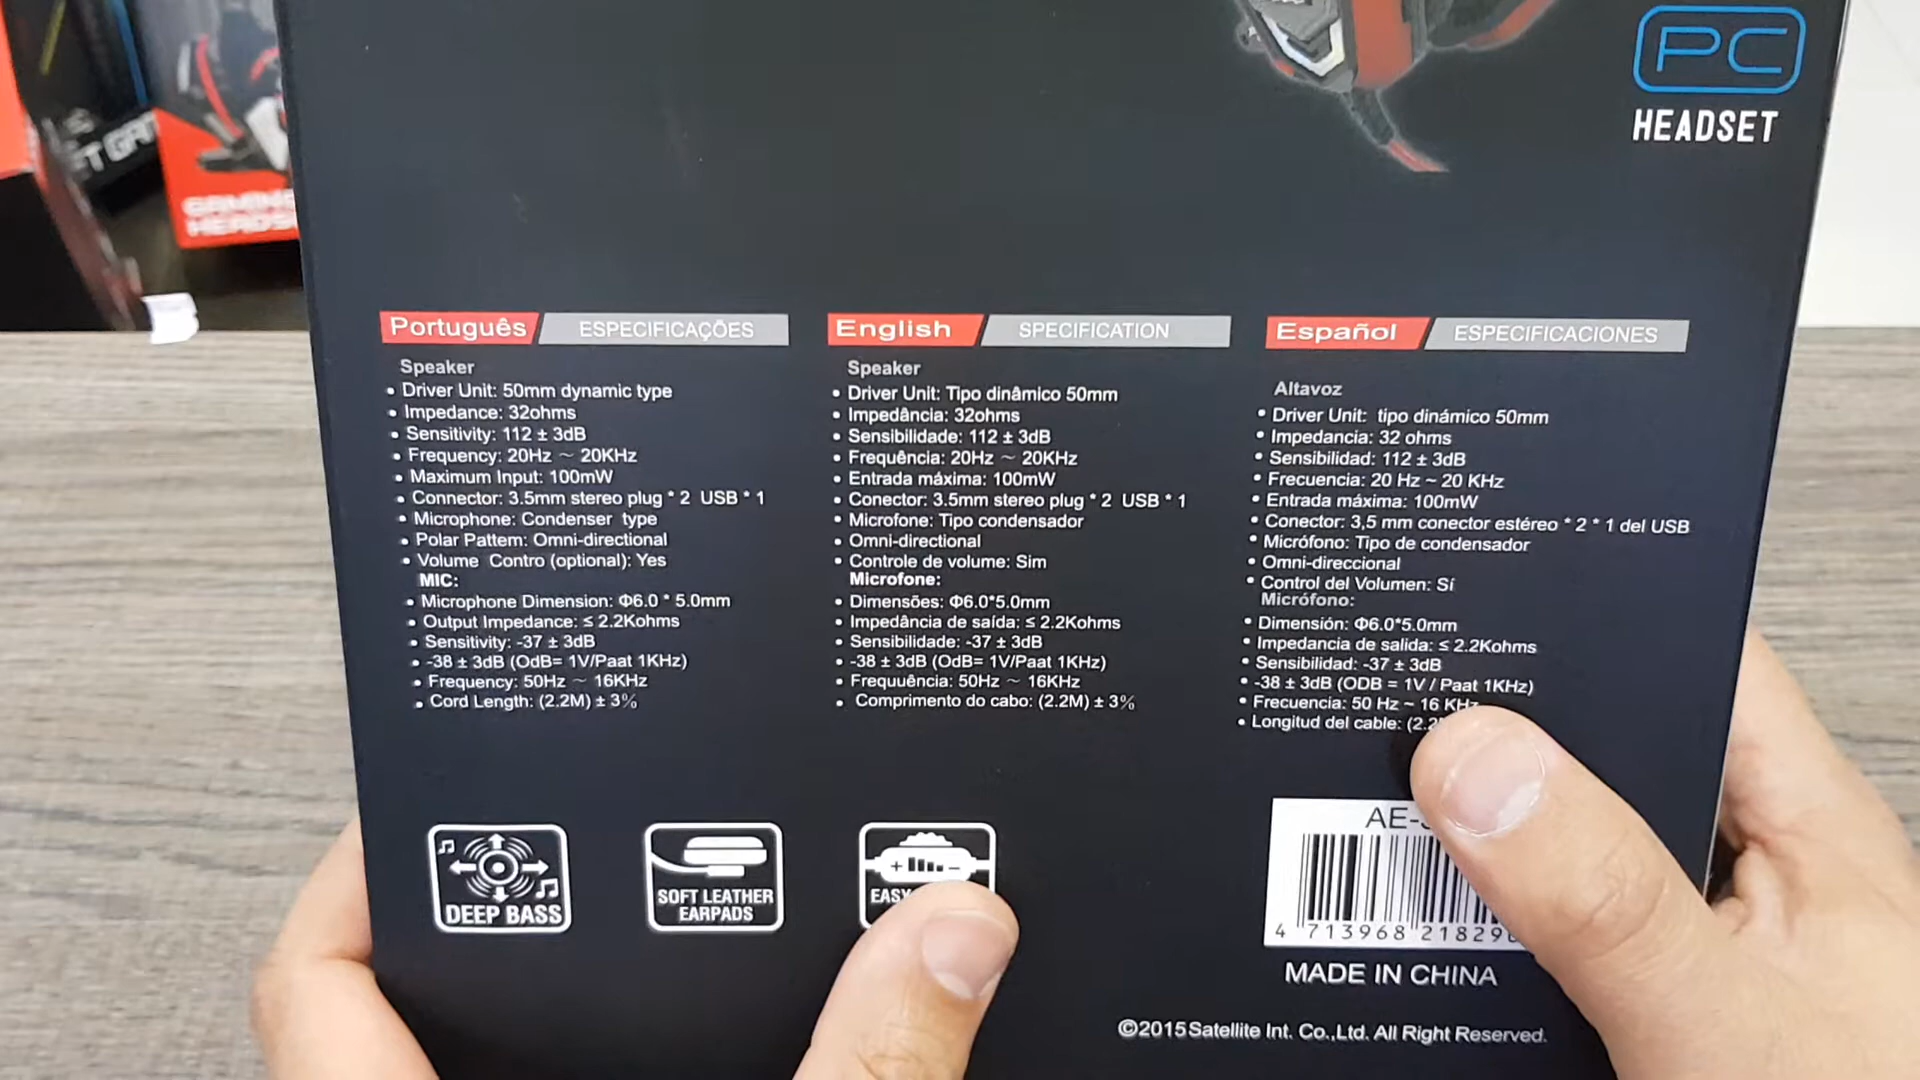 PC
HEADSET
GAMING
HEADS
Português ESPECIFICAÇÕES
Speaker
• Driver Unit: 50mm dynamic type
• Impedance: 32ohms
• Sensitivity: 112 ± 3dB
• Frequency: 20Hz ~ 20KHz
• Maximum Input: 100mW
• Connector: 3.5mm stereo plug * 2 USB * 1
• Microphone: Condenser type
• Polar Pattem: Omni-directional
• Volume Contro (optional): Yes
MIC:
• Microphone Dimension: Φ6.0 * 5.0mm
• Output Impedance: ≤ 2.2Kohms
• Sensitivity: -37 ± 3dB
• -38 ± 3dB (OdB= 1V/Paat 1KHz)
• Frequency: 50Hz ~ 16KHz
• Cord Length: (2.2M) ± 3%
English SPECIFICATION
Speaker
• Driver Unit: Tipo dinâmico 50mm
• Impedância: 32ohms
• Sensibilidade: 112 ± 3dB
• Frequência: 20Hz ~ 20KHz
• Entrada máxima: 100mW
• Conector: 3.5mm stereo plug * 2 USB * 1
• Microfone: Tipo condensador
• Omni-directional
• Controle de volume: Sim
Microfone:
• Dimensões: Φ6.0*5.0mm
• Impedância de saída: ≤ 2.2Kohms
• Sensibilidade: -37 ± 3dB
• -38 ± 3dB (OdB= 1V/Paat 1KHz)
• Frequuência: 50Hz ~ 16KHz
• Comprimento do cabo: (2.2M) ± 3%
Español ESPECIFICACIONES
Altavoz
• Driver Unit: tipo dinámico 50mm
• Impedancia: 32 ohms
• Sensibilidad: 112 ± 3dB
• Frecuencia: 20 Hz ~ 20 KHz
• Entrada máxima: 100mW
• Conector: 3,5 mm conector estéreo * 2 * 1 del USB
• Micrófono: Tipo de condensador
• Omni-direccional
• Control del Volumen: Sí
Micrófono:
• Dimensión: Φ6.0*5.0mm
• Impedancia de salida: ≤ 2.2Kohms
• Sensibilidad: -37 ± 3dB
• -38 ± 3dB (ODB = 1V / Paat 1KHz)
• Frecuencia: 50 Hz ~ 16 KHz
• Longitud del cable: (2.2
DEEP BASS
SOFT LEATHER
EARPADS
EASY
AE-
4 713968 21829
MADE IN CHINA
©2015 Satellite Int. Co.,Ltd. All Right Reserved.